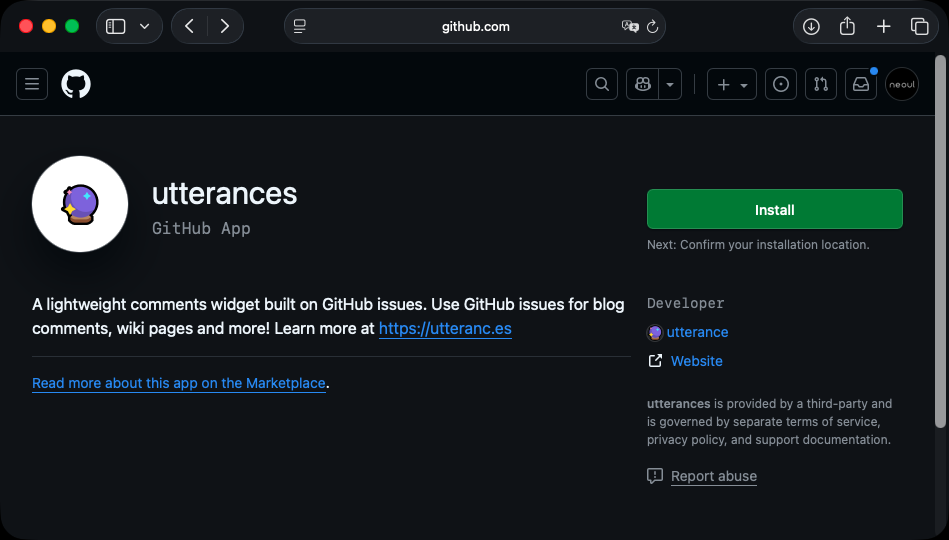 github.com
neoul
utterances
GitHub App
Install
Next: Confirm your installation location.
A lightweight comments widget built on GitHub issues. Use GitHub issues for blog
comments, wiki pages and more! Learn more at https://utteranc.es
Read more about this app on the Marketplace.
Developer
utterance
Website
utterances is provided by a third-party and
is governed by separate terms of service,
privacy policy, and support documentation.
Report abuse